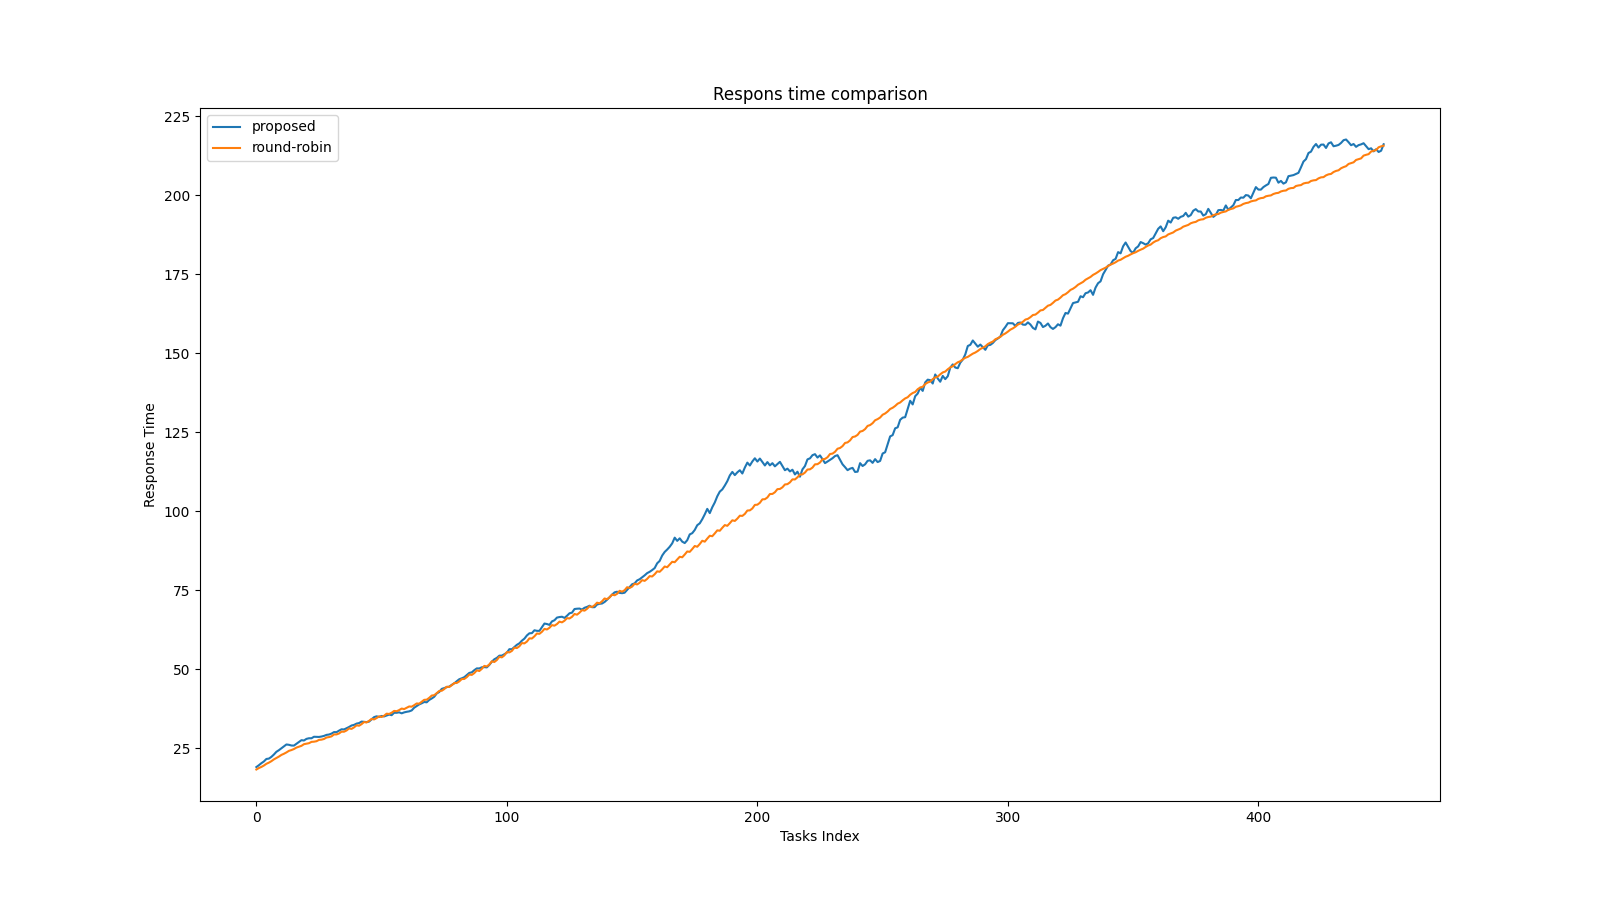 Respons time comparison
proposed
round-robin
225
200
175
150
125
100
75
50
25
Response Time
0 100 200 300 400
Tasks Index